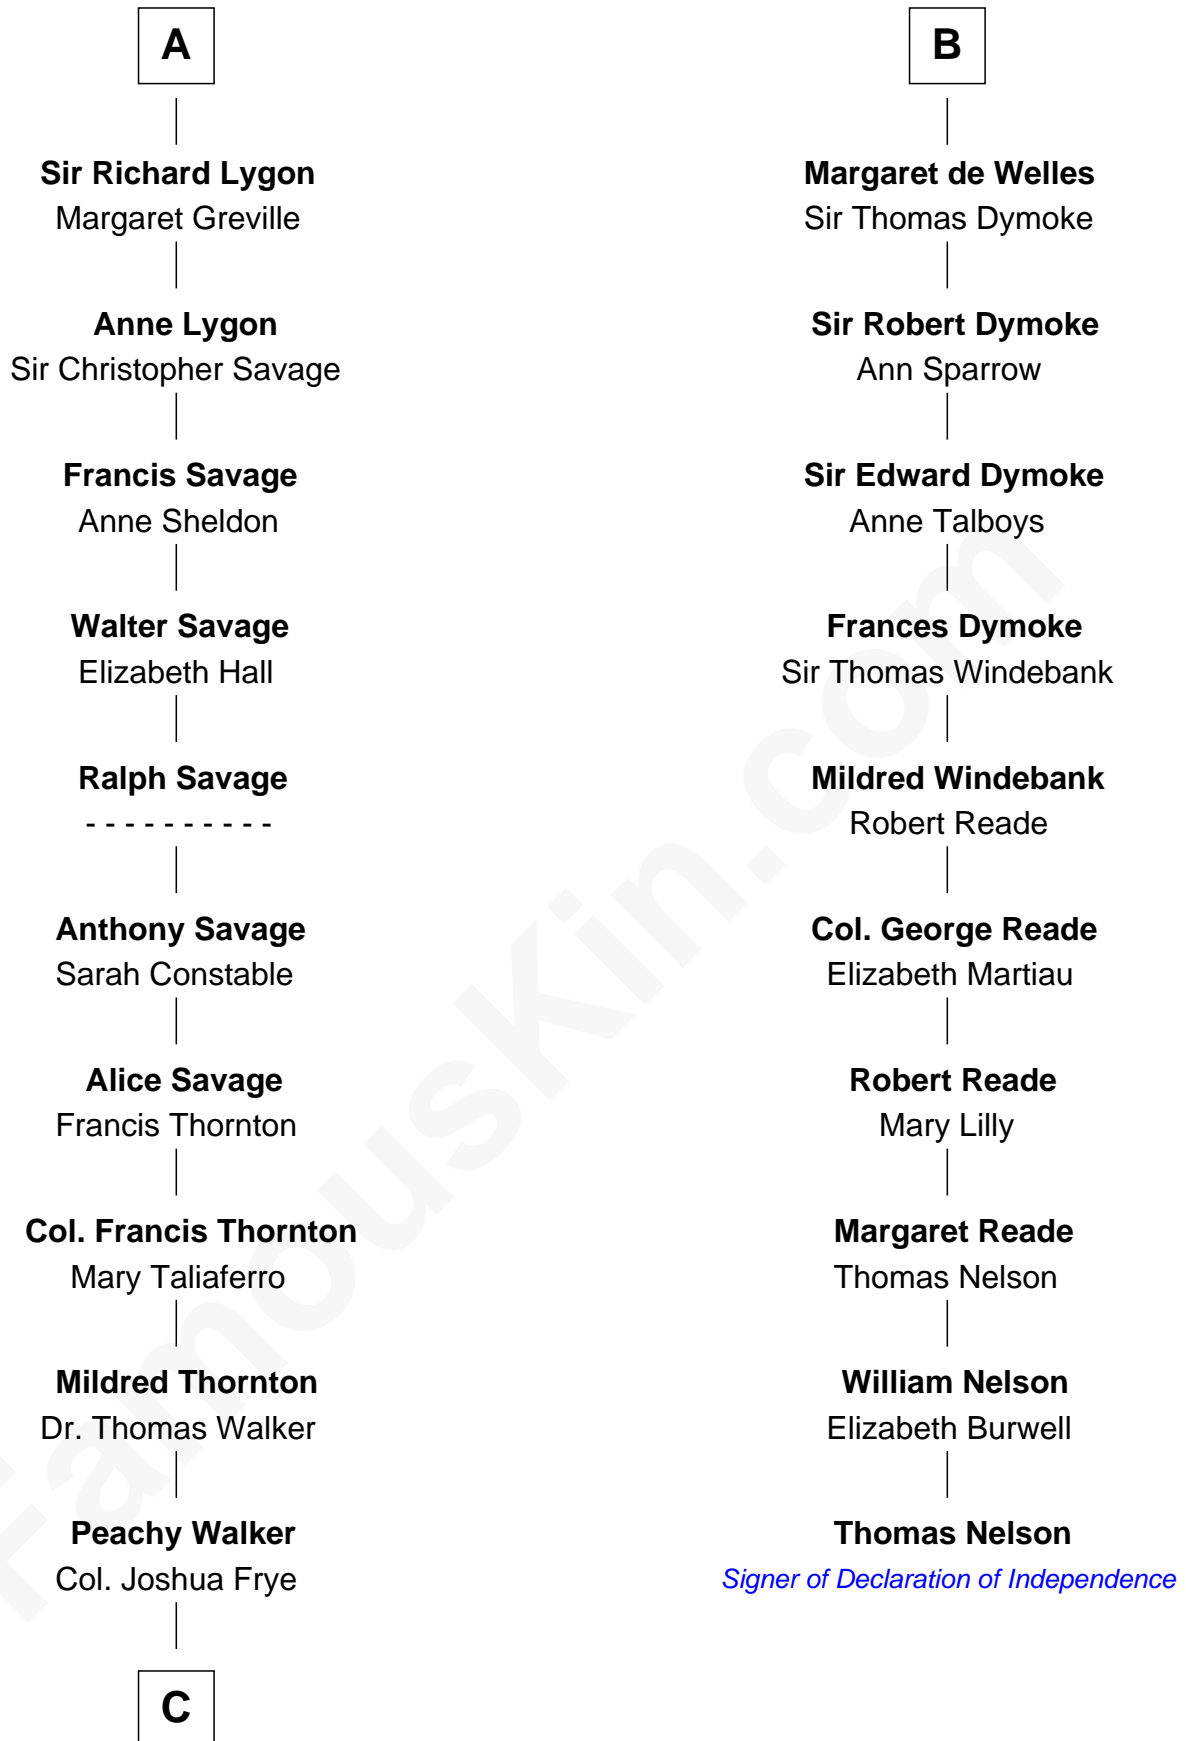 A
Sir Richard Lygon
Margaret Greville
Anne Lygon
Sir Christopher Savage
Francis Savage
Anne Sheldon
Walter Savage
Elizabeth Hall
Ralph Savage
- - - - - - - - - -
Anthony Savage
Sarah Constable
Alice Savage
Francis Thornton
Col. Francis Thornton
Mary Taliaferro
Mildred Thornton
Dr. Thomas Walker
Peachy Walker
Col. Joshua Frye
C
B
Margaret de Welles
Sir Thomas Dymoke
Sir Robert Dymoke
Ann Sparrow
Sir Edward Dymoke
Anne Talboys
Frances Dymoke
Sir Thomas Windebank
Mildred Windebank
Robert Reade
Col. George Reade
Elizabeth Martiau
Robert Reade
Mary Lilly
Margaret Reade
Thomas Nelson
William Nelson
Elizabeth Burwell
Thomas Nelson
Signer of Declaration of Independence
FamousKin.com